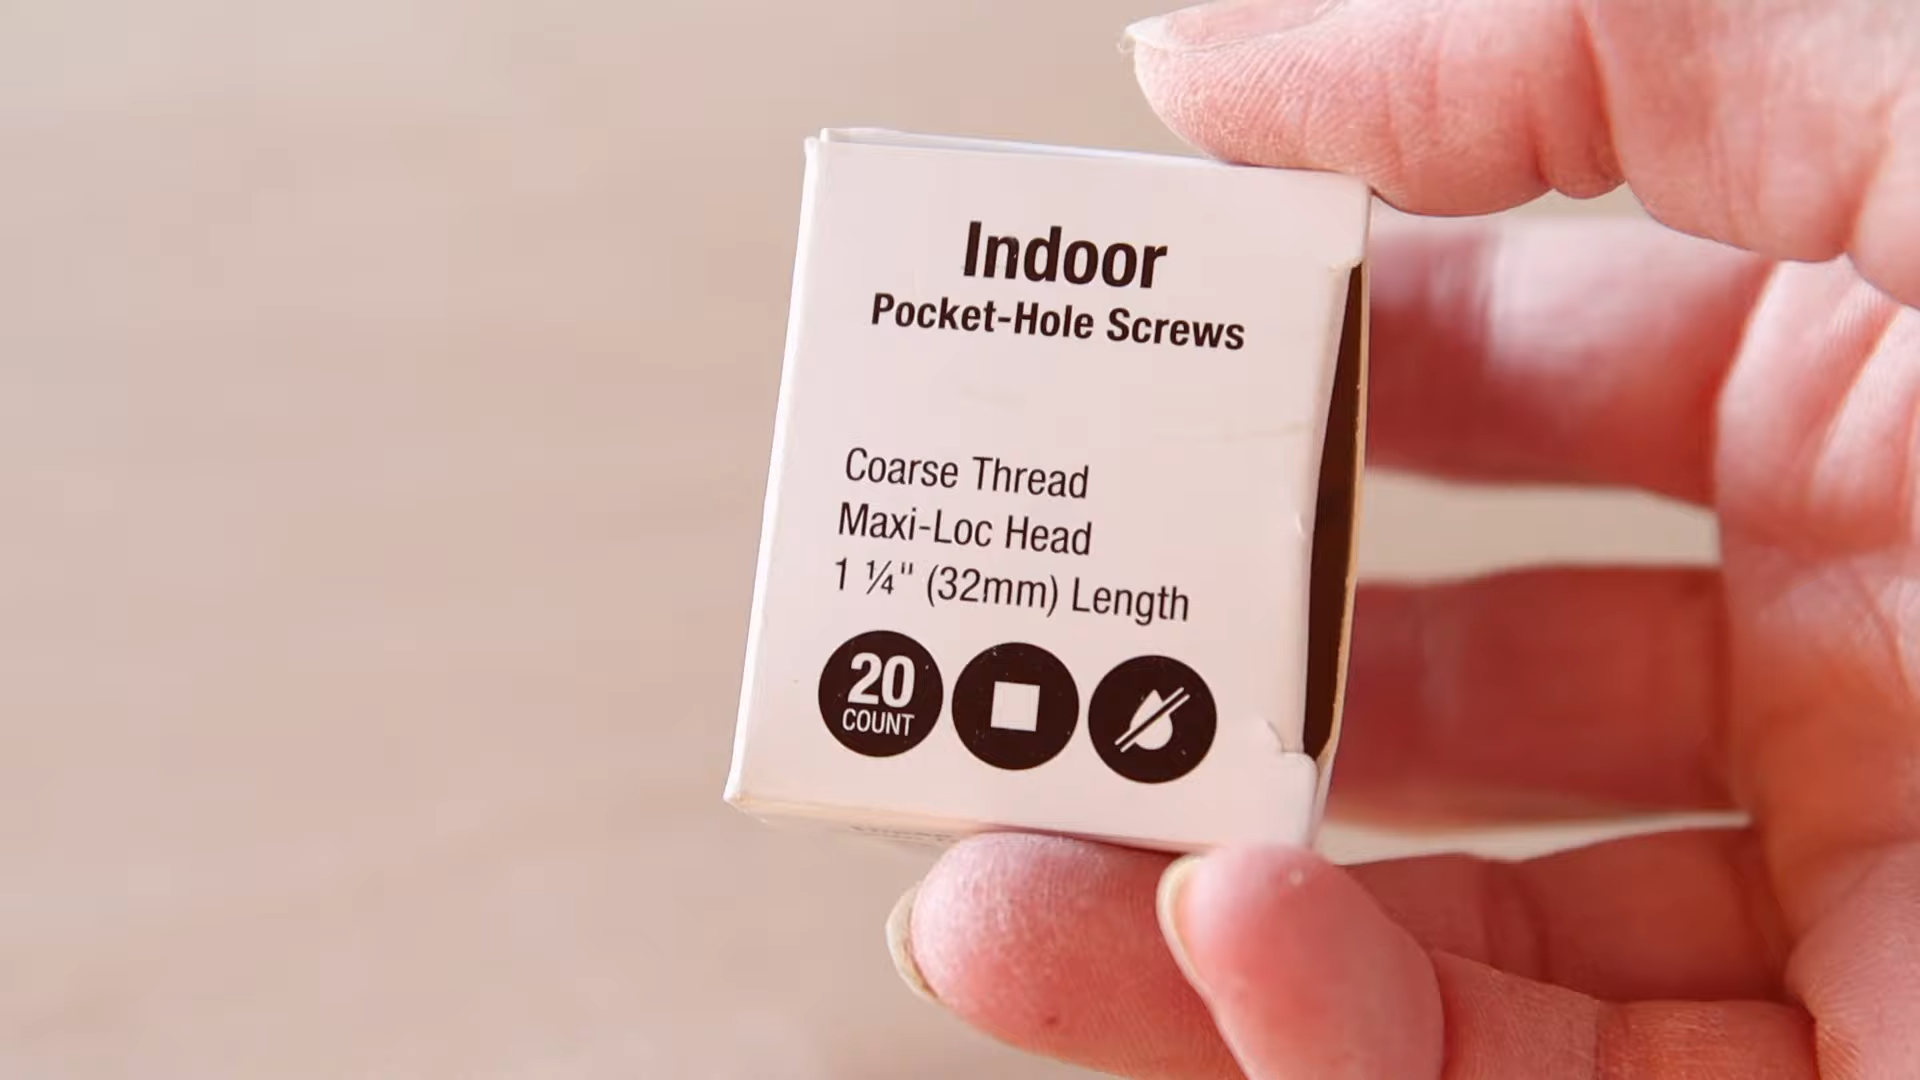 Indoor
Pocket-Hole Screws
Coarse Thread
Maxi-Loc Head
1 ¼" (32mm) Length
20
COUNT